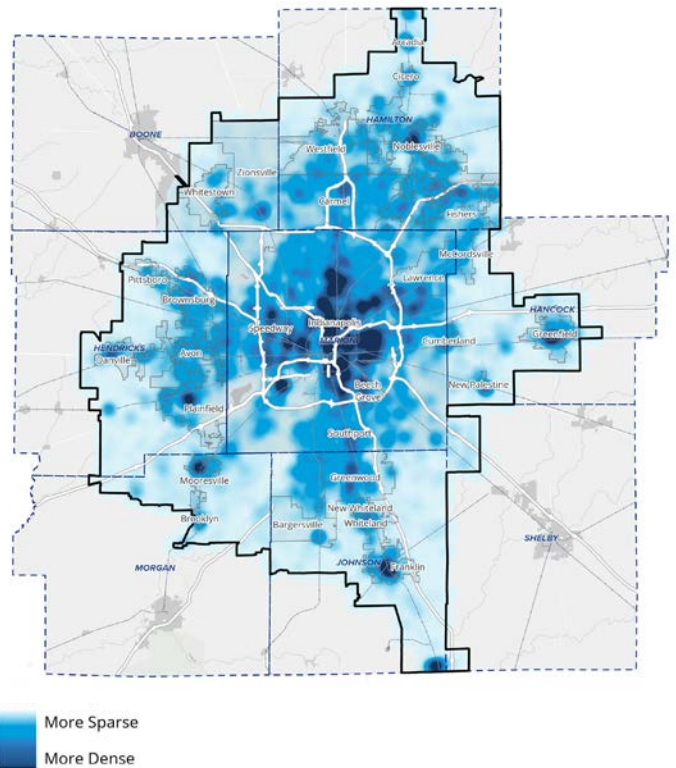 Arcadia
Cicero
HAMILTON
BOONE
Westfield
Noblesville
Zionsville
Whitestown
Carmel
Fishers
McCordsville
Pittsboro
Lawrence
Brownsburg
HANCOCK
Speedway
Indianapolis
Greenfield
MARION
Cumberland
HENDRICKS
Danville
Avon
New Palestine
Beech
Grove
Plainfield
Southport
Mooresville
Greenwood
New Whiteland
Whiteland
Brooklyn
Bargersville
SHELBY
MORGAN
JOHNSON
Franklin
More Sparse
More Dense